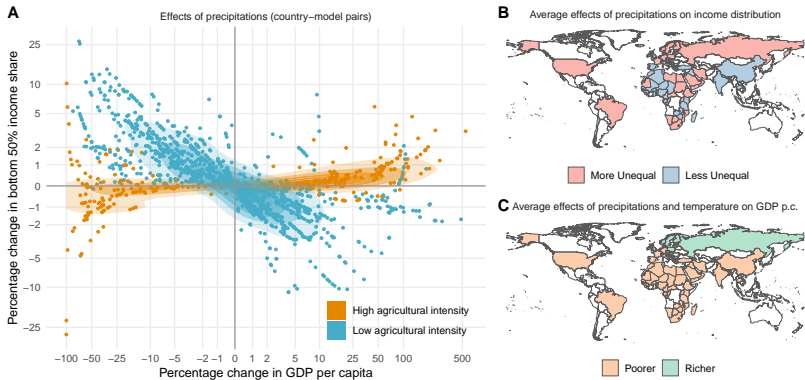 A
Effects of precipitations (country−model pairs)
Percentage change in bottom 50% income share
25
10
5
2
1
0
−1
−2
−5
−10
−25
High agricultural intensity
Low agricultural intensity
−100 −50 −25 −10 −5 −2 −1 0 1 2 5 10 25 50 100 500
Percentage change in GDP per capita
B
Average effects of precipitations on income distribution
More Unequal Less Unequal
C
Average effects of precipitations and temperature on GDP p.c.
Poorer Richer